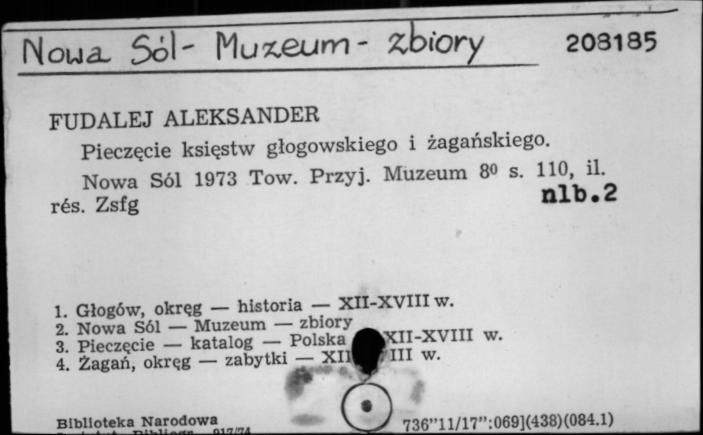 Nowa Sól - Muzeum - zbiory 208185
FUDALEJ ALEKSANDER
Pieczęcie księstw głogowskiego i żagańskiego.
Nowa Sól 1973 Tow. Przyj. Muzeum 8⁰ s. 110, il.
nlb.2
rés. Zsfg
1. Głogów, okręg — historia — XII-XVIII w.
2. Nowa Sól — Muzeum — zbiory
3. Pieczęcie — katalog — Polska XII-XVIII w.
4. Żagań, okręg — zabytki — XII III w.
Biblioteka Narodowa 736"11/17":069](438)(084.1)
917/74